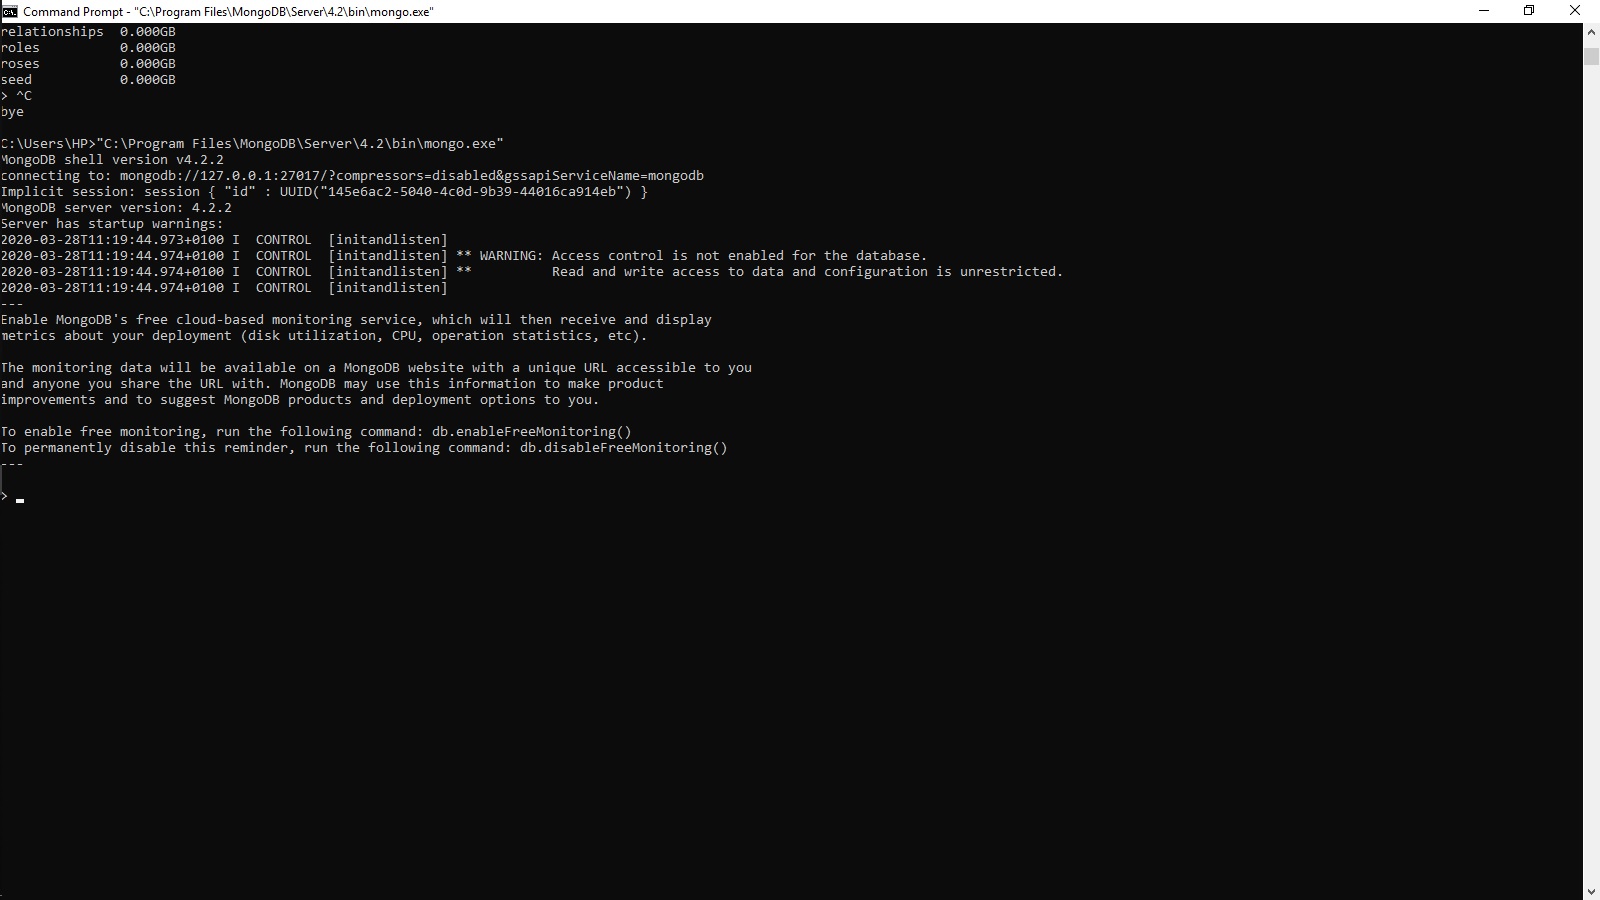 Command Prompt - "C:\Program Files\MongoDB\Server\4.2\bin\mongo.exe"
relationships  0.000GB
roles          0.000GB
roses          0.000GB
seed           0.000GB
> ^C
bye
C:\Users\HP>"C:\Program Files\MongoDB\Server\4.2\bin\mongo.exe"
MongoDB shell version v4.2.2
connecting to: mongodb://127.0.0.1:27017/?compressors=disabled&gssapiServiceName=mongodb
Implicit session: session { "id" : UUID("145e6ac2-5040-4c0d-9b39-44016ca914eb") }
MongoDB server version: 4.2.2
Server has startup warnings:
2020-03-28T11:19:44.973+0100 I  CONTROL  [initandlisten]
2020-03-28T11:19:44.974+0100 I  CONTROL  [initandlisten] ** WARNING: Access control is not enabled for the database.
2020-03-28T11:19:44.974+0100 I  CONTROL  [initandlisten] **          Read and write access to data and configuration is unrestricted.
2020-03-28T11:19:44.974+0100 I  CONTROL  [initandlisten]
---
Enable MongoDB's free cloud-based monitoring service, which will then receive and display
metrics about your deployment (disk utilization, CPU, operation statistics, etc).
The monitoring data will be available on a MongoDB website with a unique URL accessible to you
and anyone you share the URL with. MongoDB may use this information to make product
improvements and to suggest MongoDB products and deployment options to you.
To enable free monitoring, run the following command: db.enableFreeMonitoring()
To permanently disable this reminder, run the following command: db.disableFreeMonitoring()
---
>